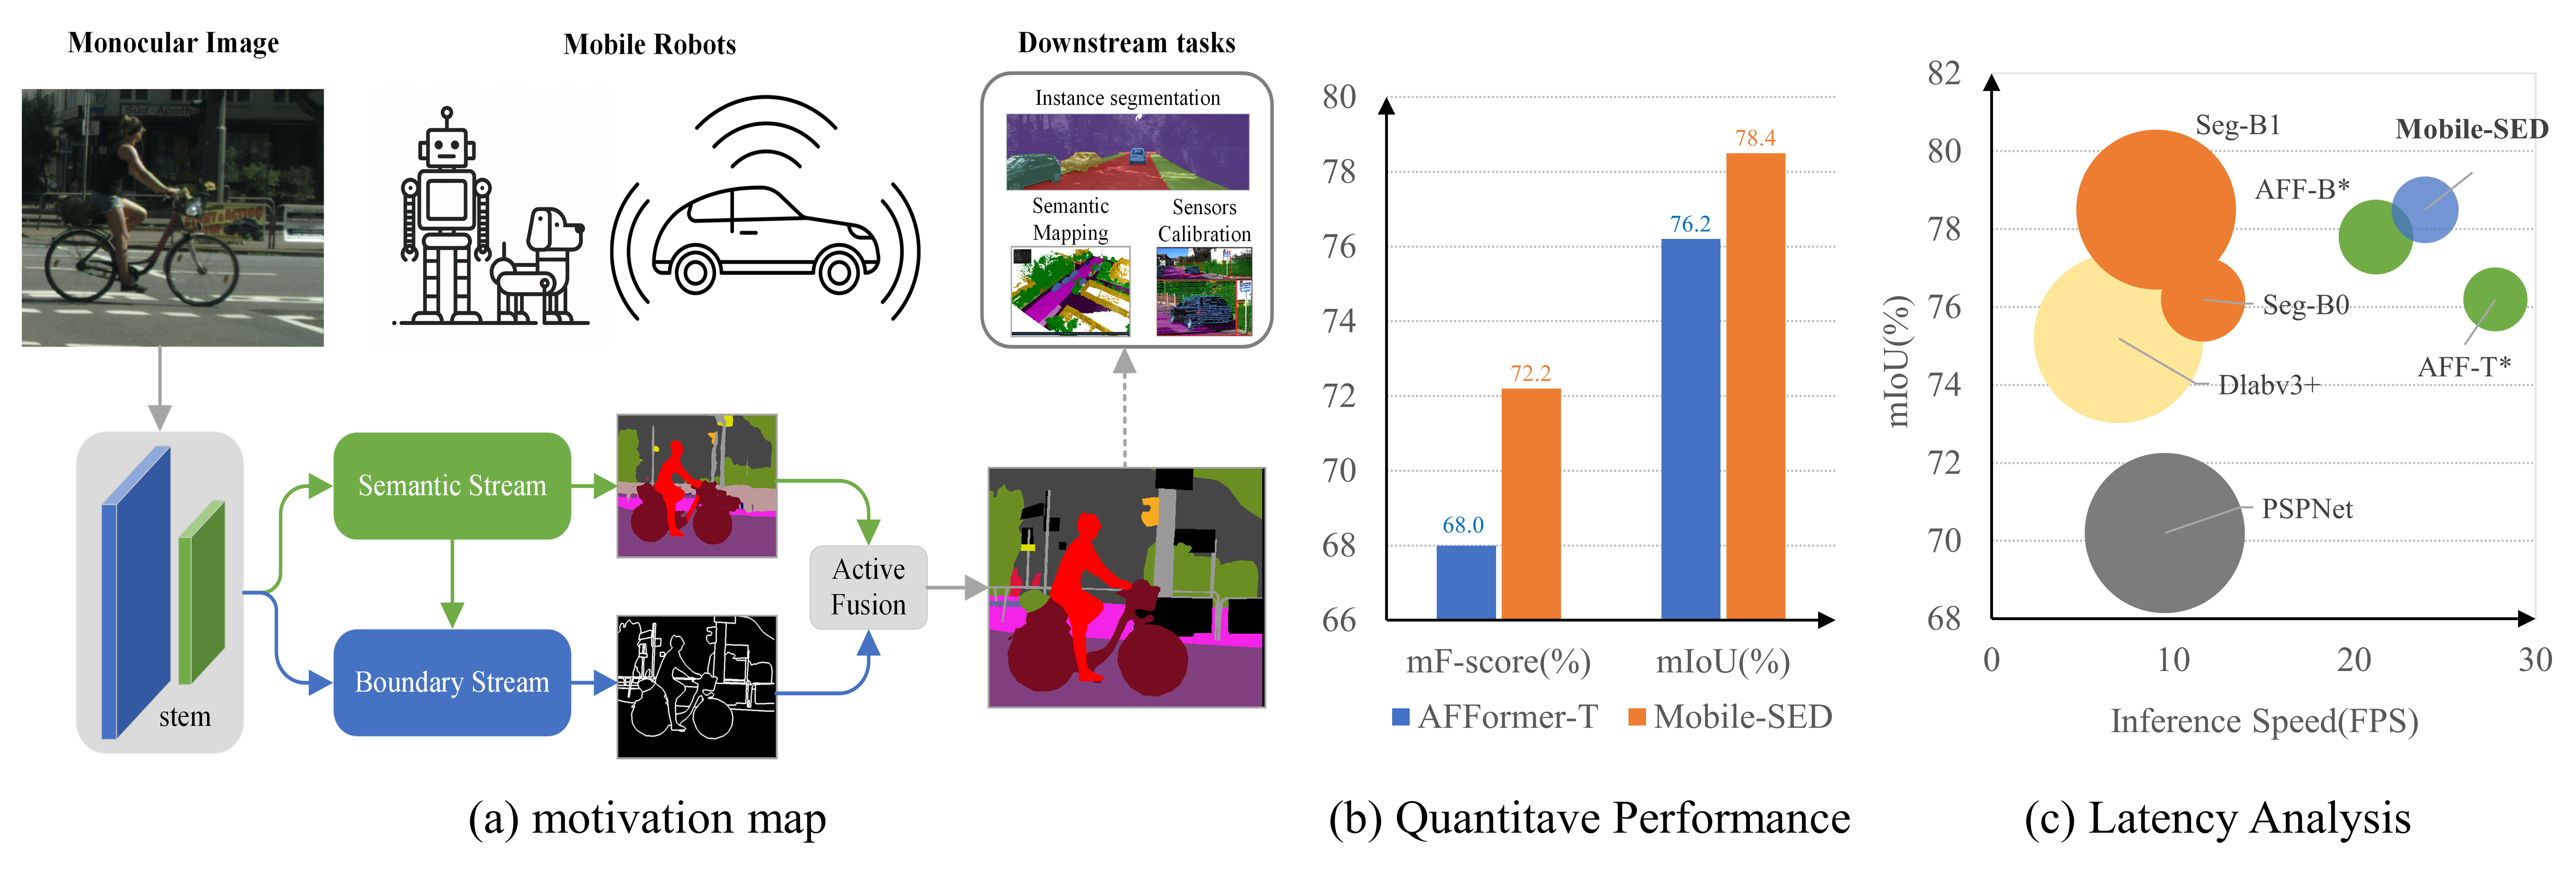 Monocular Image
Mobile Robots
Downstream tasks
Süd-Apoth
Instance segmentation
Semantic
Mapping
Sensors
Calibration
stem
Semantic Stream
Boundary Stream
Active
Fusion
(a) motivation map
80
78
76
74
72
70
68
66
68.0
72.2
76.2
78.4
mF-score(%)
mIoU(%)
AFFormer-T
Mobile-SED
(b) Quantitave Performance
mIoU(%)
82
80
78
76
74
72
70
68
Seg-B1
Mobile-SED
AFF-B*
Seg-B0
AFF-T*
Dlabv3+
PSPNet
0
10
20
30
Inference Speed(FPS)
(c) Latency Analysis